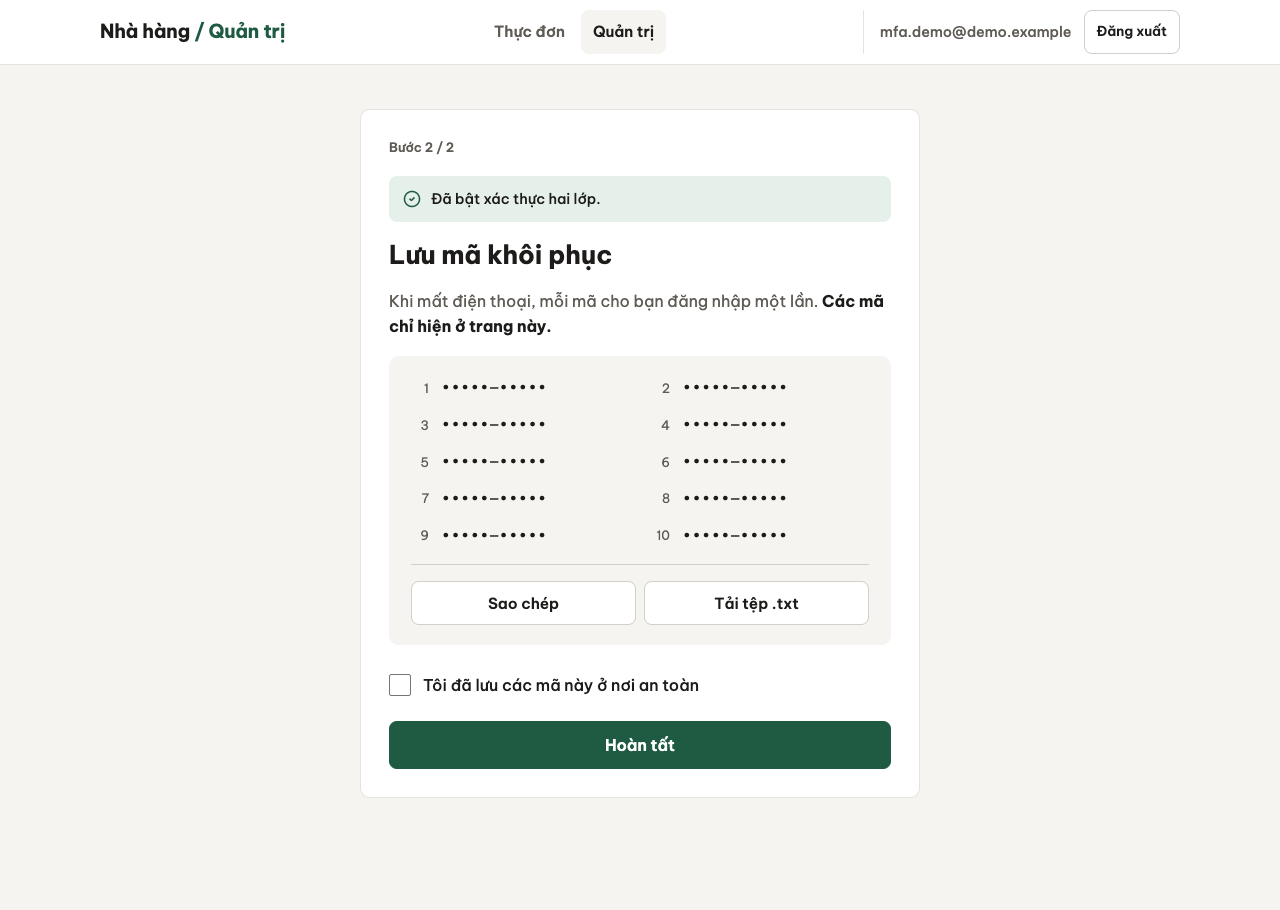 Nhà hàng / Quản trị
Thực đơn
Quản trị
mfa.demo@demo.example
Đăng xuất
Bước 2 / 2
Đã bật xác thực hai lớp.
Lưu mã khôi phục
Khi mất điện thoại, mỗi mã cho bạn đăng nhập một lần. Các mã
chỉ hiện ở trang này.
1 •••••–••••• 2 •••••–•••••
3 •••••–••••• 4 •••••–•••••
5 •••••–••••• 6 •••••–•••••
7 •••••–••••• 8 •••••–•••••
9 •••••–••••• 10 •••••–•••••
Sao chép
Tải tệp .txt
Tôi đã lưu các mã này ở nơi an toàn
Hoàn tất